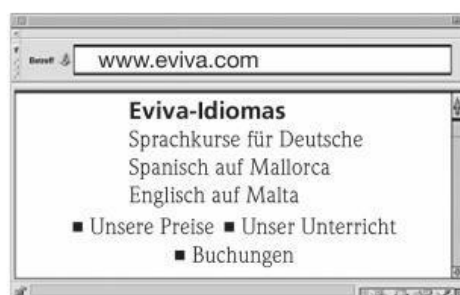 Betreff
www.eviva.com
Eviva-Idiomas
Sprachkurse für Deutsche
Spanisch auf Mallorca
Englisch auf Malta
■ Unsere Preise ■ Unser Unterricht
■ Buchungen